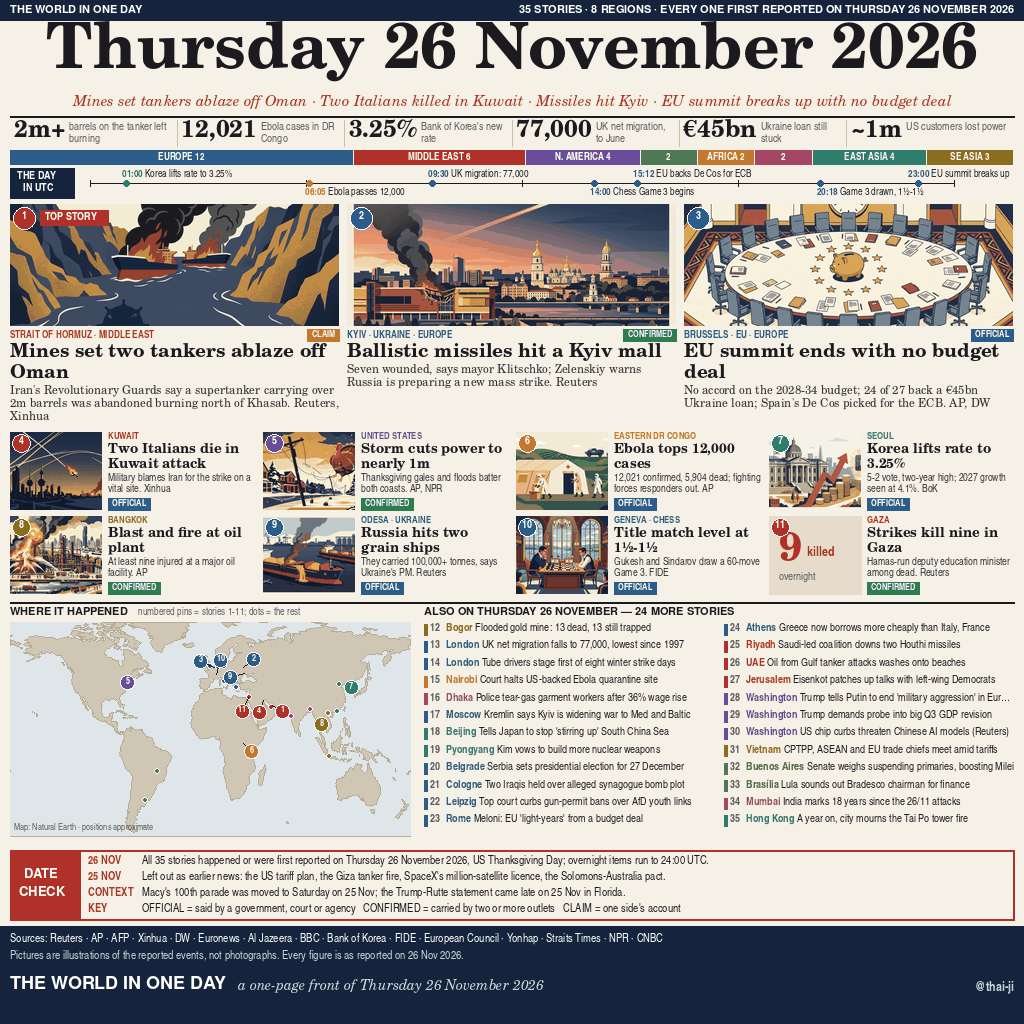 THE WORLD IN ONE DAY
35 STORIES · 8 REGIONS · EVERY ONE FIRST REPORTED ON THURSDAY 26 NOVEMBER 2026
Thursday 26 November 2026
Mines set tankers ablaze off Oman · Two Italians killed in Kuwait · Missiles hit Kyiv · EU summit breaks up with no budget deal
2m+ barrels on the tanker left burning
12,021 Ebola cases in DR Congo
3.25% Bank of Korea's new rate
77,000 UK net migration, to June
€45bn Ukraine loan still stuck
~1m US customers lost power
EUROPE 12
MIDDLE EAST 6
N. AMERICA 4
2
AFRICA 2
2
EAST ASIA 4
SE ASIA 3
THE DAY IN UTC
01:00 Korea lifts rate to 3.25%
06:05 Ebola passes 12,000
09:30 UK migration: 77,000
14:00 Chess Game 3 begins
15:12 EU backs De Cos for ECB
20:18 Game 3 drawn, 1½-1½
23:00 EU summit breaks up
1
TOP STORY
STRAIT OF HORMUZ · MIDDLE EAST
CLAIM
Mines set two tankers ablaze off
Oman
Iran's Revolutionary Guards say a supertanker carrying over
2m barrels was abandoned burning north of Khasab. Reuters,
Xinhua
2
KYIV · UKRAINE · EUROPE
CONFIRMED
Ballistic missiles hit a Kyiv mall
Seven wounded, says mayor Klitschko; Zelenskiy warns
Russia is preparing a new mass strike. Reuters
3
BRUSSELS · EU · EUROPE
OFFICIAL
EU summit ends with no budget
deal
No accord on the 2028-34 budget; 24 of 27 back a €45bn
Ukraine loan; Spain's De Cos picked for the ECB. AP, DW
4
KUWAIT
Two Italians die in
Kuwait attack
Military blames Iran for the strike on a
vital site. Xinhua
OFFICIAL
5
UNITED STATES
Storm cuts power to
nearly 1m
Thanksgiving gales and floods batter
both coasts. AP, NPR
CONFIRMED
6
EASTERN DR CONGO
Ebola tops 12,000
cases
12,021 confirmed, 5,904 dead; fighting
forces responders out. AP
OFFICIAL
7
SEOUL
Korea lifts rate to
3.25%
5-2 vote, two-year high; 2027 growth
seen at 4.1%. BoK
OFFICIAL
8
BANGKOK
Blast and fire at oil
plant
At least nine injured at a major oil
facility. AP
CONFIRMED
9
ODESA · UKRAINE
Russia hits two
grain ships
They carried 100,000+ tonnes, says
Ukraine's PM. Reuters
OFFICIAL
10
GENEVA · CHESS
Title match level at
1½-1½
Gukesh and Sindarov draw a 60-move
Game 3. FIDE
OFFICIAL
11
9 killed
overnight
GAZA
Strikes kill nine in
Gaza
Hamas-run deputy education minister
among dead. Reuters
CONFIRMED
WHERE IT HAPPENED numbered pins = stories 1-11; dots = the rest
3
10
2
9
5
7
11
4
1
8
6
Map: Natural Earth · positions approximate
ALSO ON THURSDAY 26 NOVEMBER — 24 MORE STORIES
12 Bogor Flooded gold mine: 13 dead, 13 still trapped
13 London UK net migration falls to 77,000, lowest since 1997
14 London Tube drivers stage first of eight winter strike days
15 Nairobi Court halts US-backed Ebola quarantine site
16 Dhaka Police tear-gas garment workers after 36% wage rise
17 Moscow Kremlin says Kyiv is widening war to Med and Baltic
18 Beijing Tells Japan to stop 'stirring up' South China Sea
19 Pyongyang Kim vows to build more nuclear weapons
20 Belgrade Serbia sets presidential election for 27 December
21 Cologne Two Iraqis held over alleged synagogue bomb plot
22 Leipzig Top court curbs gun-permit bans over AfD youth links
23 Rome Meloni: EU 'light-years' from a budget deal
24 Athens Greece now borrows more cheaply than Italy, France
25 Riyadh Saudi-led coalition downs two Houthi missiles
26 UAE Oil from Gulf tanker attacks washes onto beaches
27 Jerusalem Eisenkot patches up talks with left-wing Democrats
28 Washington Trump tells Putin to end 'military aggression' in Eur…
29 Washington Trump demands probe into big Q3 GDP revision
30 Washington US chip curbs threaten Chinese AI models (Reuters)
31 Vietnam CPTPP, ASEAN and EU trade chiefs meet amid tariffs
32 Buenos Aires Senate weighs suspending primaries, boosting Milei
33 Brasília Lula sounds out Bradesco chairman for finance
34 Mumbai India marks 18 years since the 26/11 attacks
35 Hong Kong A year on, city mourns the Tai Po tower fire
DATE CHECK
26 NOV All 35 stories happened or were first reported on Thursday 26 November 2026, US Thanksgiving Day; overnight items run to 24:00 UTC.
25 NOV Left out as earlier news: the US tariff plan, the Giza tanker fire, SpaceX's million-satellite licence, the Solomons-Australia pact.
CONTEXT Macy's 100th parade was moved to Saturday on 25 Nov; the Trump-Rutte statement came late on 25 Nov in Florida.
KEY OFFICIAL = said by a government, court or agency CONFIRMED = carried by two or more outlets CLAIM = one side's account
Sources: Reuters · AP · AFP · Xinhua · DW · Euronews · Al Jazeera · BBC · Bank of Korea · FIDE · European Council · Yonhap · Straits Times · NPR · CNBC
Pictures are illustrations of the reported events, not photographs. Every figure is as reported on 26 Nov 2026.
THE WORLD IN ONE DAY a one-page front of Thursday 26 November 2026
@thai-ji